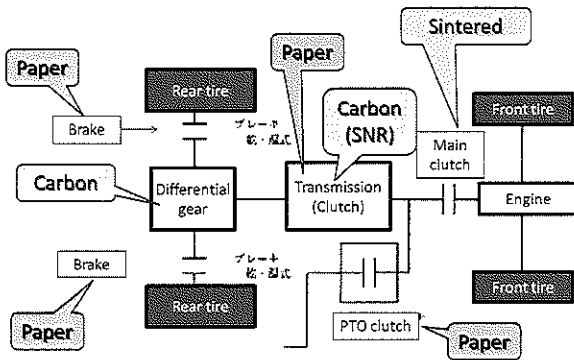 Sintered
Paper
Paper
Rear tire
Carbon
(SNR)
Front tire
Brake
ブレーキ
Main
clutch
Carbon
Differential
gear
Transmission
(Clutch)
Engine
Brake
ブレーキ
Rear tire
Front tire
Paper
PTO clutch
Paper